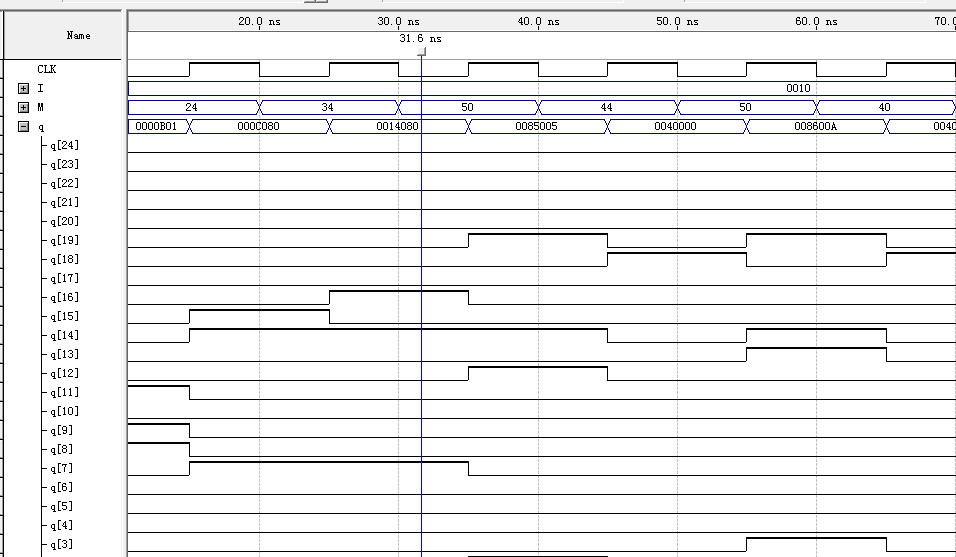 20.0 ns 30.0 ns 40.0 ns 50.0 ns 60.0 ns 70.0
Name
31.6 ns
CLK
I 0010
M 24 34 50 44 50 40
q 0000B01 0000080 0014080 0085005 0040000 008600A 0040
q[24]
q[23]
q[22]
q[21]
q[20]
q[19]
q[18]
q[17]
q[16]
q[15]
q[14]
q[13]
q[12]
q[11]
q[10]
q[9]
q[8]
q[7]
q[6]
q[5]
q[4]
q[3]